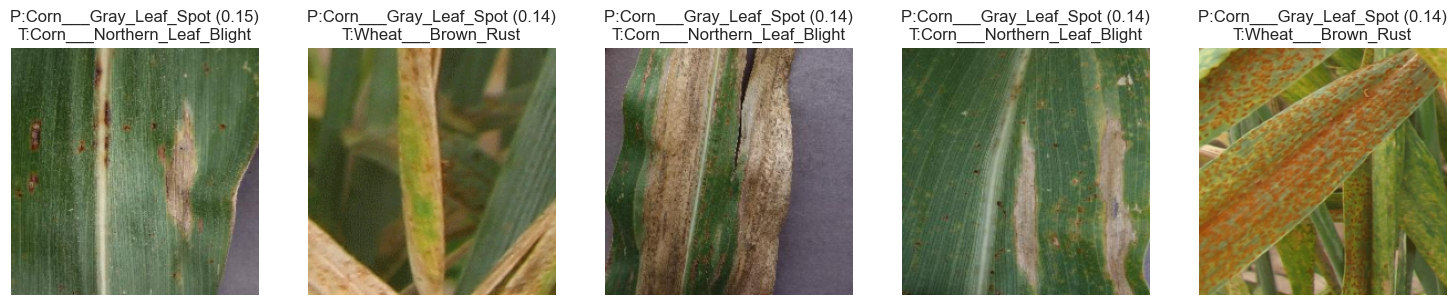 P:Corn___Gray_Leaf_Spot (0.15)
T:Corn___Northern_Leaf_Blight
P:Corn___Gray_Leaf_Spot (0.14)
T:Wheat___Brown_Rust
P:Corn___Gray_Leaf_Spot (0.14)
T:Corn___Northern_Leaf_Blight
P:Corn___Gray_Leaf_Spot (0.14)
T:Corn___Northern_Leaf_Blight
P:Corn___Gray_Leaf_Spot (0.14)
T:Wheat___Brown_Rust